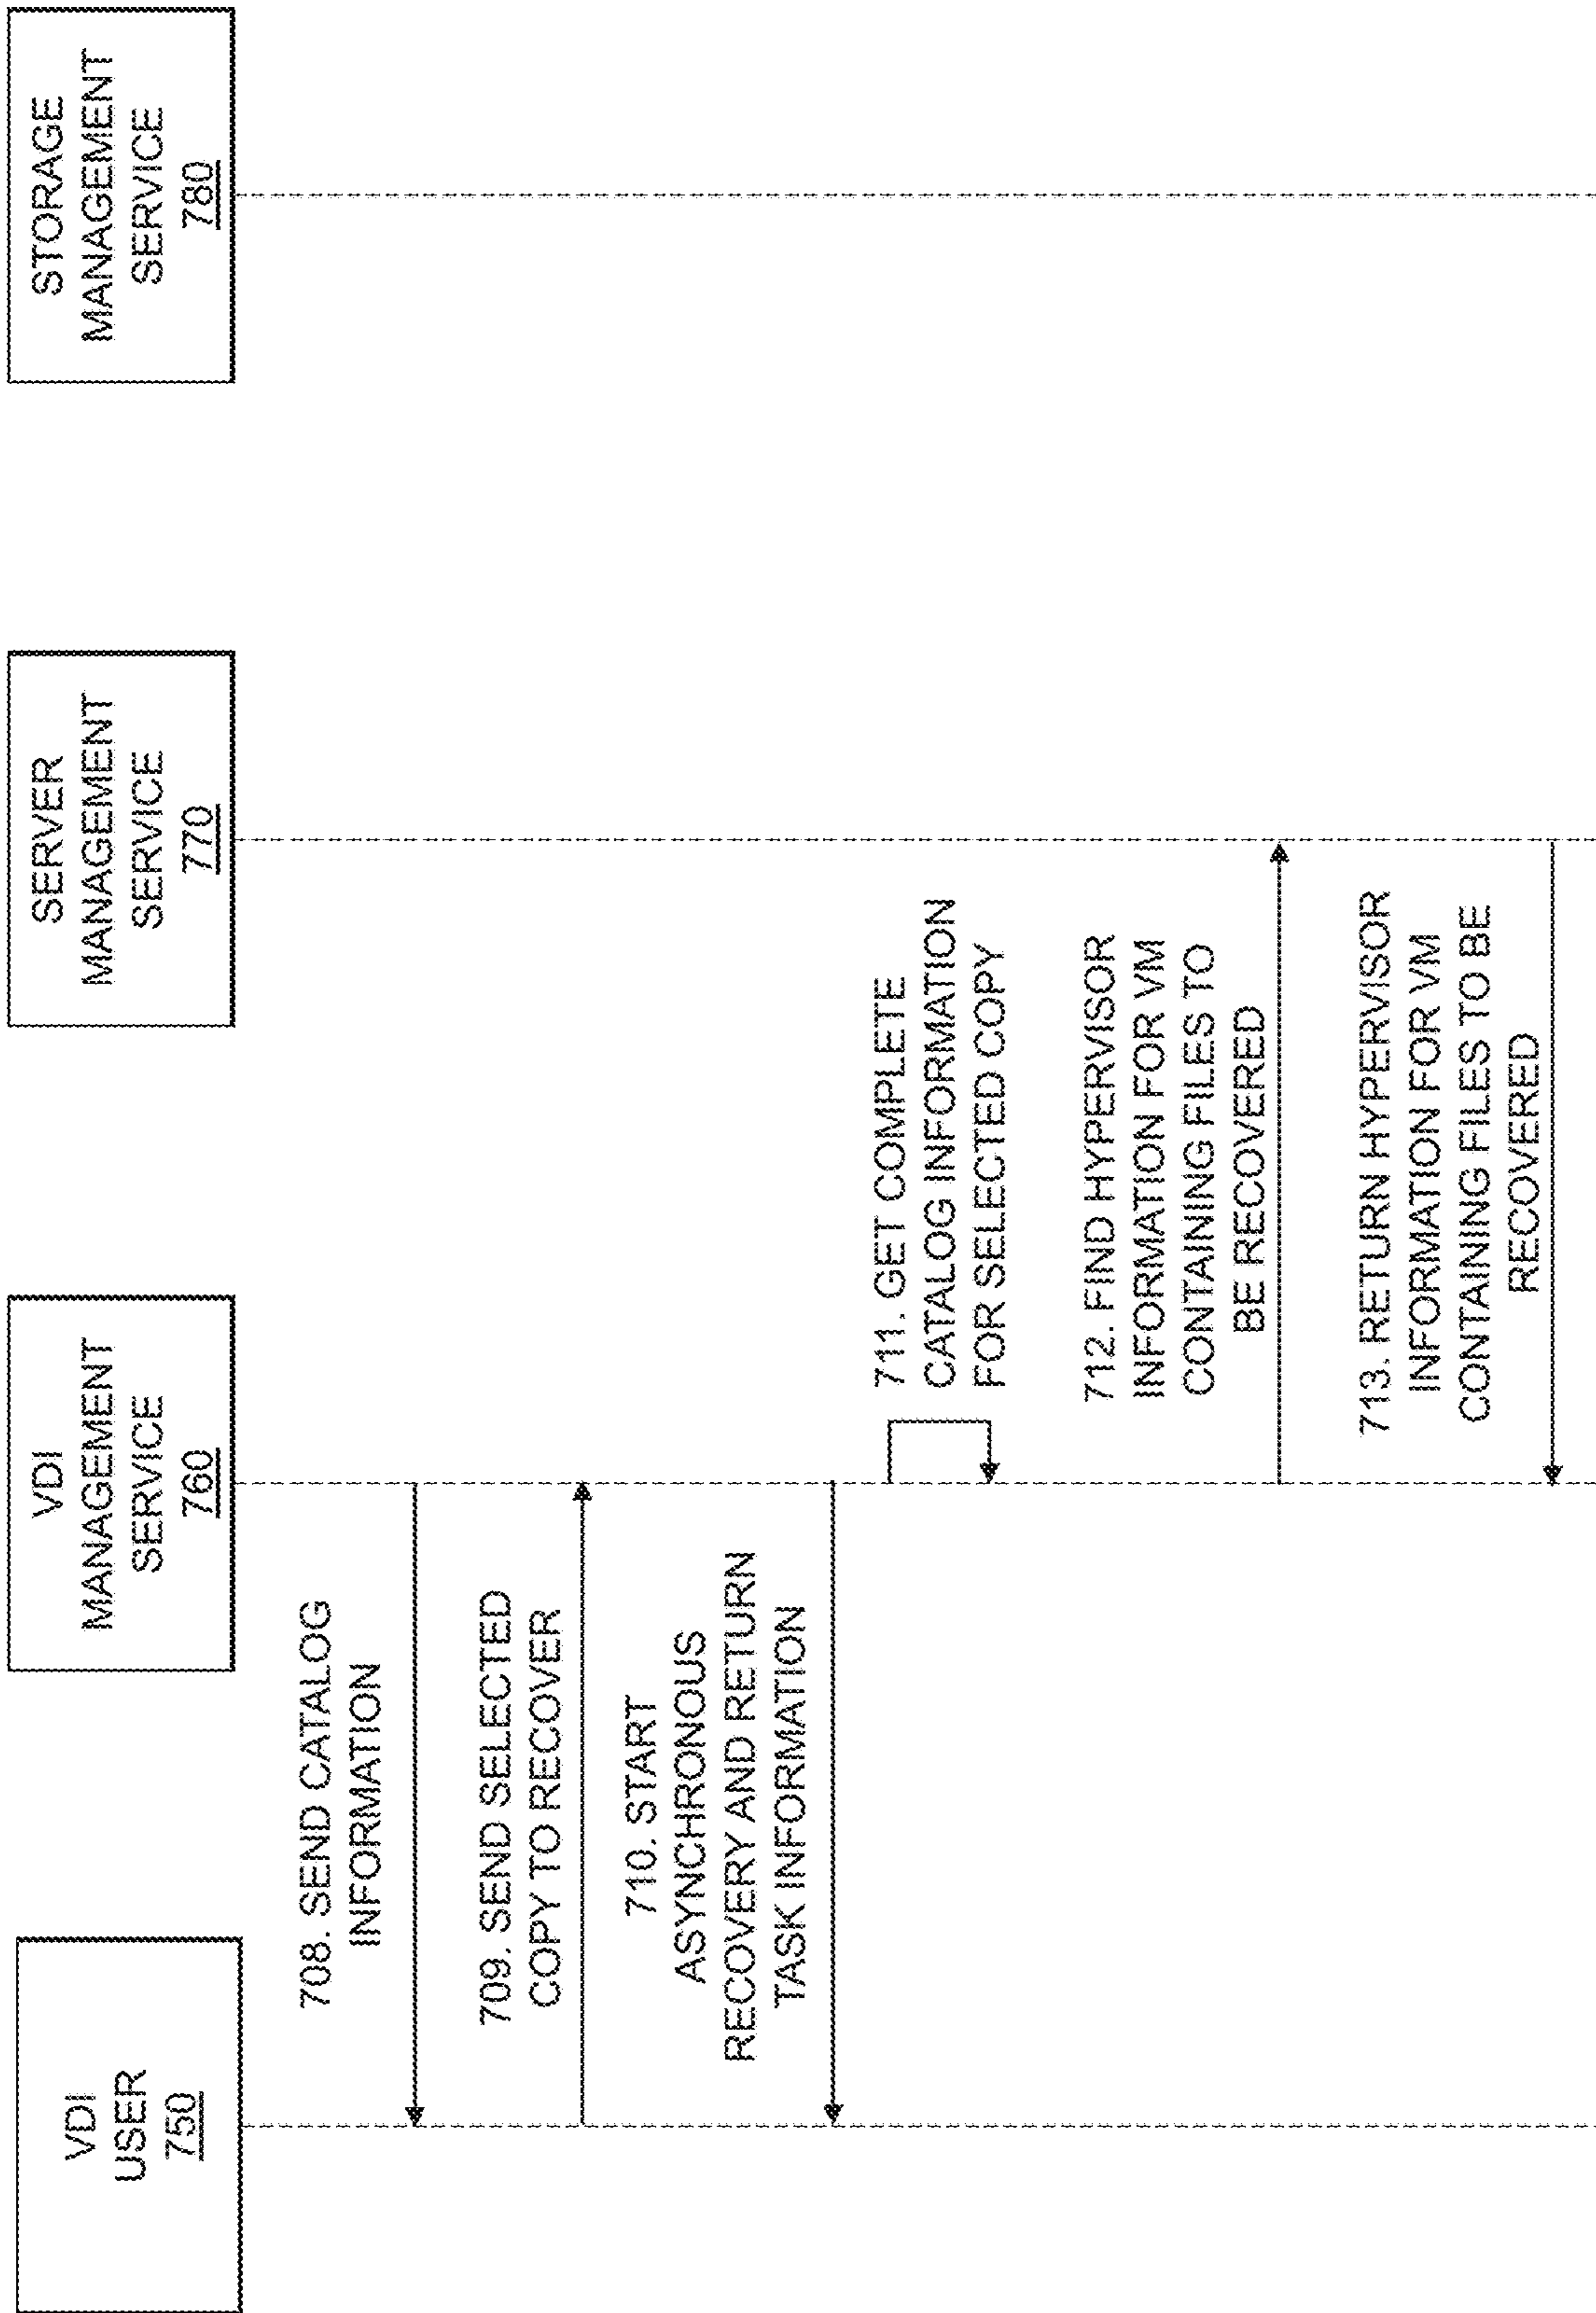 VDI
USER
750
VDI
MANAGEMENT
SERVICE
760
SERVER
MANAGEMENT
SERVICE
770
STORAGE
MANAGEMENT
SERVICE
780
708. SEND CATALOG
INFORMATION
709. SEND SELECTED
COPY TO RECOVER
710. START
ASYNCHRONOUS
RECOVERY AND RETURN
TASK INFORMATION
711. GET COMPLETE
CATALOG INFORMATION
FOR SELECTED COPY
712. FIND HYPERVISOR
INFORMATION FOR VM
CONTAINING FILES TO
BE RECOVERED
713. RETURN HYPERVISOR
INFORMATION FOR VM
CONTAINING FILES TO BE
RECOVERED